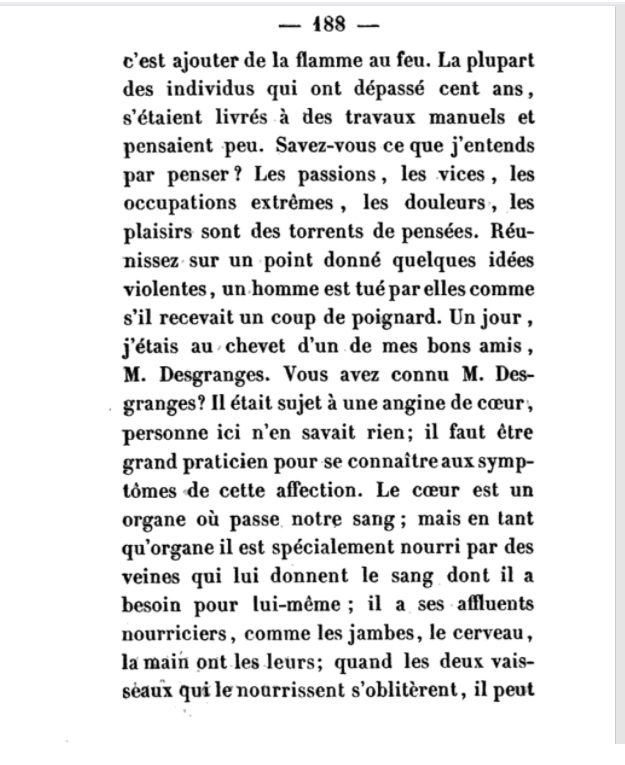 — 188 —
c'est ajouter de la flamme au feu. La plupart
des individus qui ont dépassé cent ans,
s'étaient livrés à des travaux manuels et
pensaient peu. Savez-vous ce que j'entends
par penser? Les passions, les vices, les
occupations extrêmes, les douleurs, les
plaisirs sont des torrents de pensées. Réu-
nissez sur un point donné quelques idées
violentes, un homme est tué par elles comme
s'il recevait un coup de poignard. Un jour,
j'étais au chevet d'un de mes bons amis,
M. Desgranges. Vous avez connu M. Des-
granges? Il était sujet à une angine de cœur,
personne ici n'en savait rien; il faut être
grand praticien pour se connaître aux symp-
tômes de cette affection. Le cœur est un
organe où passe notre sang; mais en tant
qu'organe il est spécialement nourri par des
veines qui lui donnent le sang dont il a
besoin pour lui-même; il a ses affluents
nourriciers, comme les jambes, le cerveau,
la main ont les leurs; quand les deux vais-
seaux qui le nourrissent s'oblitèrent, il peut